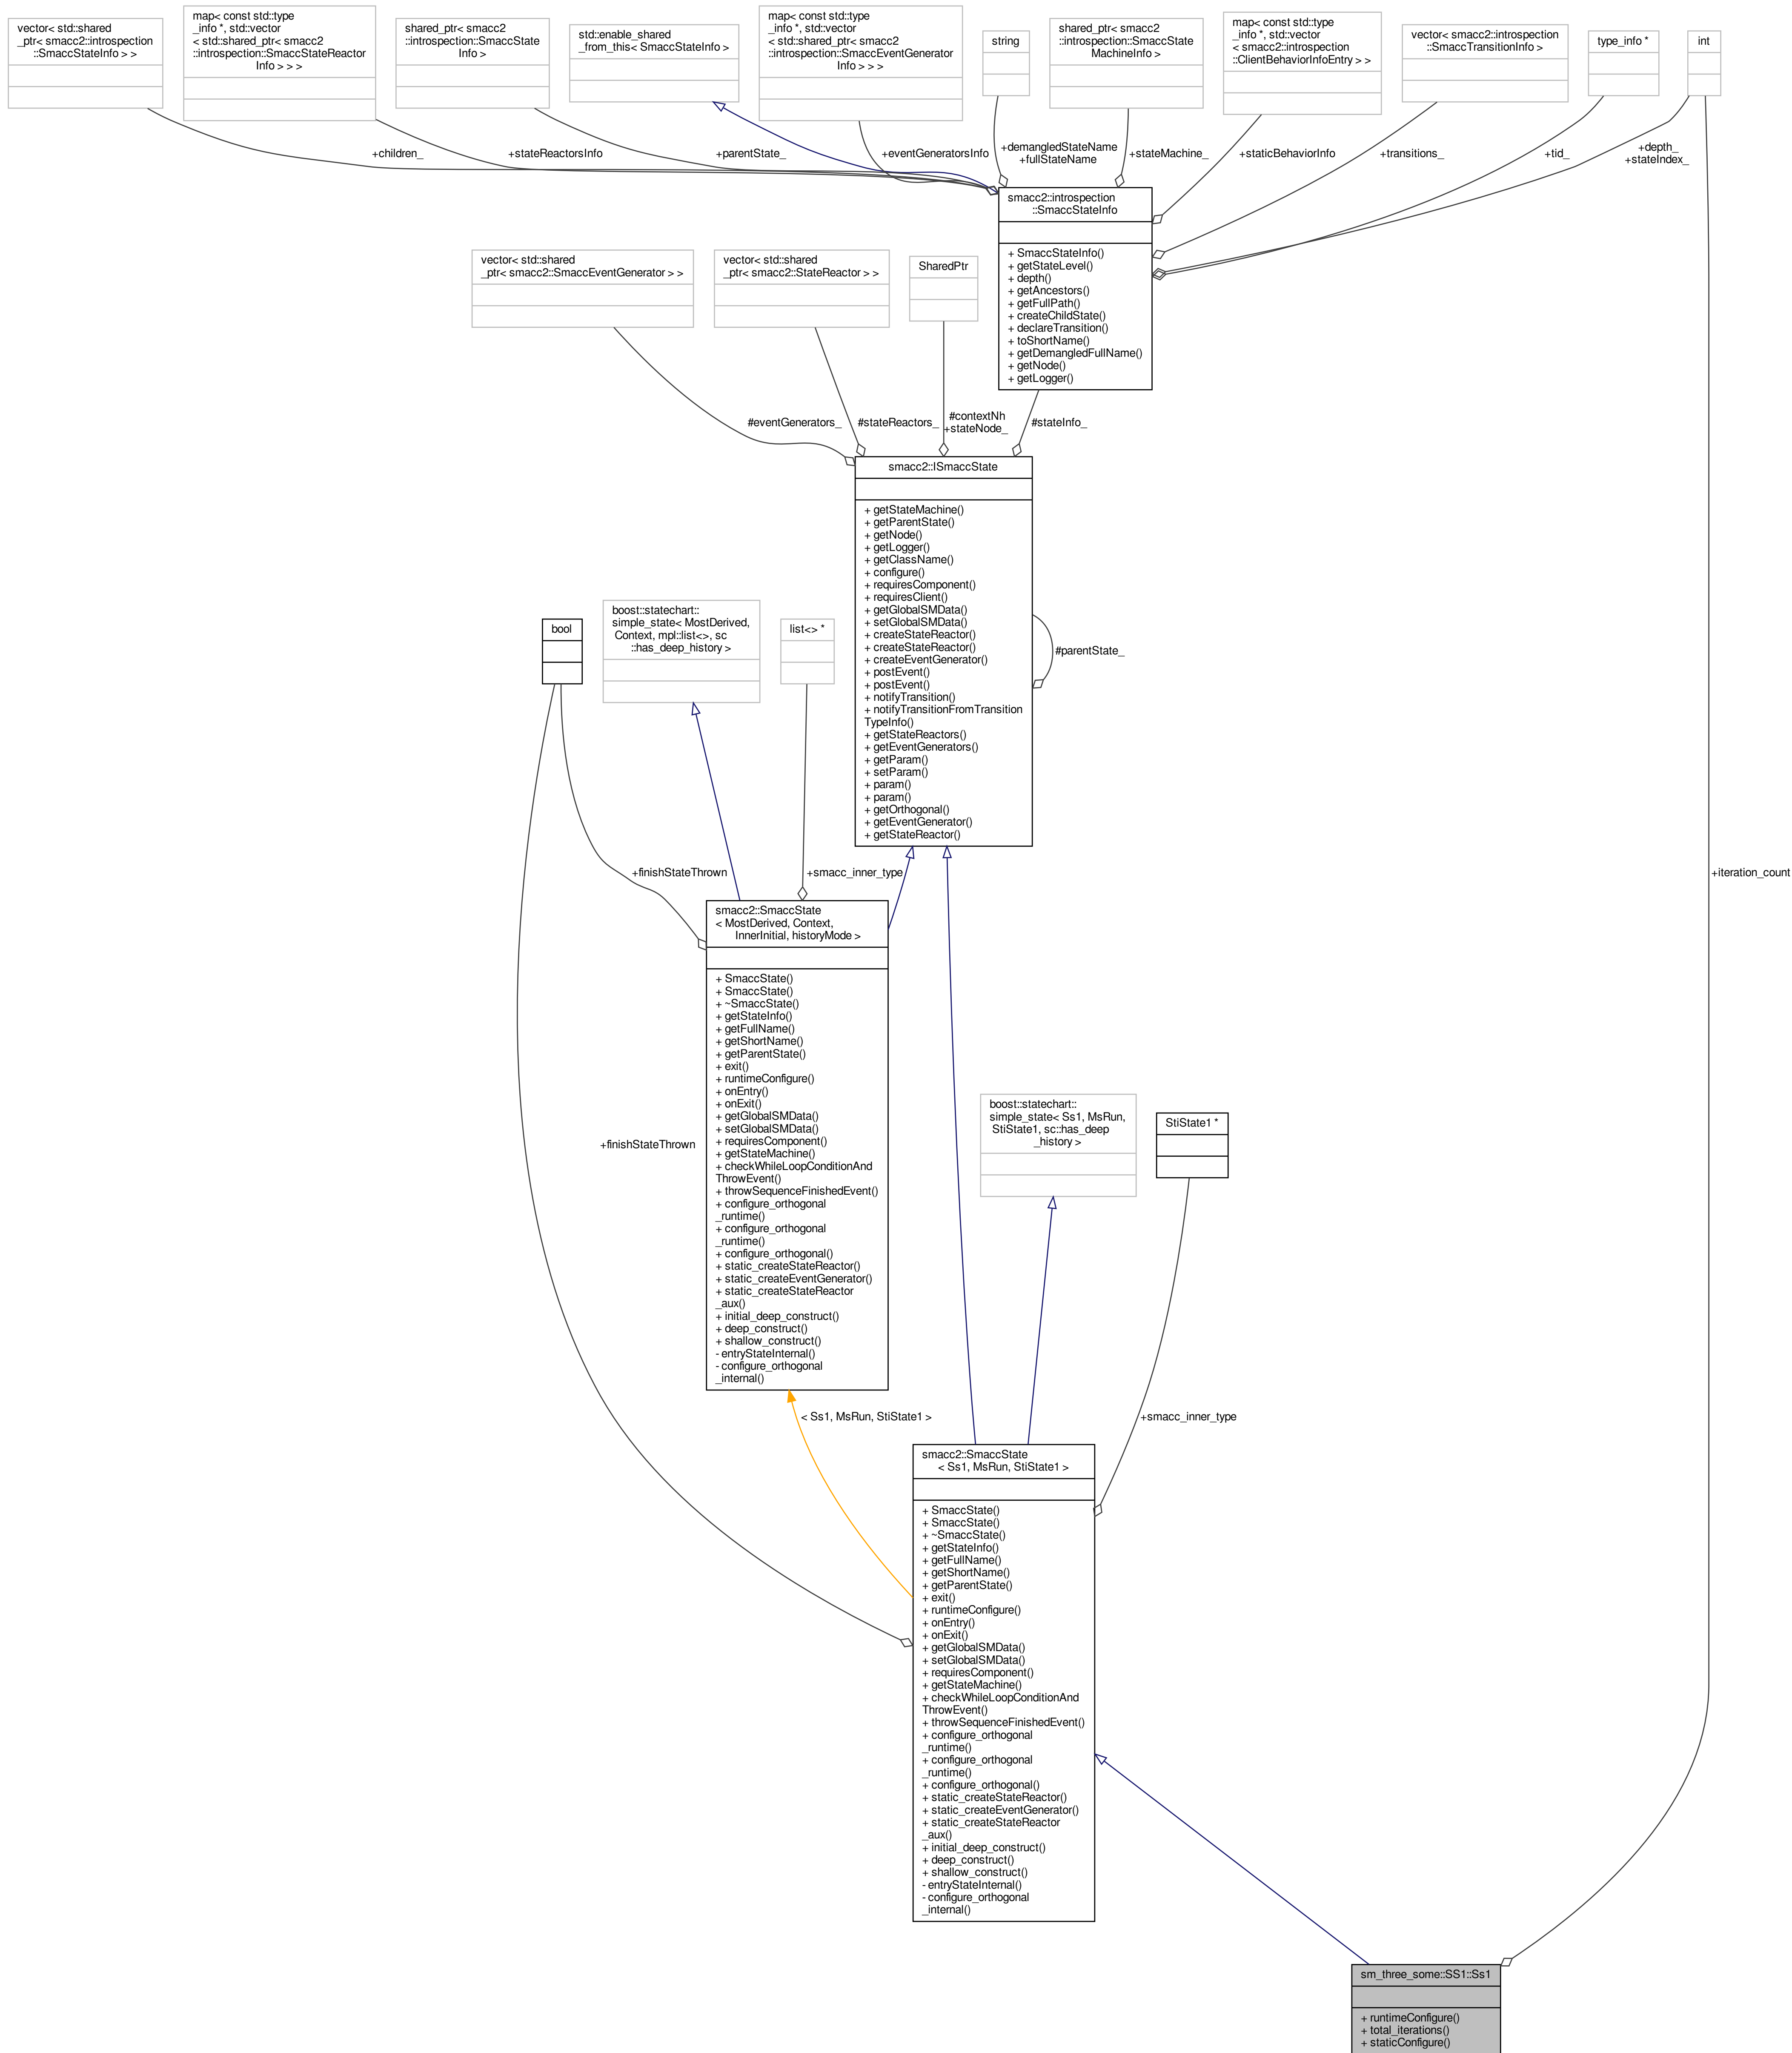 vector< std::shared
_ptr< smacc2::introspection
::SmaccStateInfo > >
map< const std::type
_info *, std::vector
< std::shared_ptr< smacc2
::introspection::SmaccStateReactor
Info > > >
shared_ptr< smacc2
::introspection::SmaccState
Info >
std::enable_shared
_from_this< SmaccStateInfo >
map< const std::type
_info *, std::vector
< std::shared_ptr< smacc2
::introspection::SmaccEventGenerator
Info > > >
string
shared_ptr< smacc2
::introspection::SmaccState
MachineInfo >
map< const std::type
_info *, std::vector
< smacc2::introspection
::ClientBehaviorInfoEntry > >
vector< smacc2::introspection
::SmaccTransitionInfo >
type_info *
int
+children_
+stateReactorsInfo
+parentState_
+eventGeneratorsInfo
+demangledStateName
+fullStateName
+stateMachine_
+staticBehaviorInfo
+transitions_
+tid_
+depth_
+stateIndex_
smacc2::introspection
::SmaccStateInfo
+ SmaccStateInfo()
+ getStateLevel()
+ depth()
+ getAncestors()
+ getFullPath()
+ createChildState()
+ declareTransition()
+ toShortName()
+ getDemangledFullName()
+ getNode()
+ getLogger()
vector< std::shared
_ptr< smacc2::SmaccEventGenerator > >
vector< std::shared
_ptr< smacc2::StateReactor > >
SharedPtr
#eventGenerators_
#stateReactors_
#contextNh
+stateNode_
#stateInfo_
smacc2::ISmaccState
+ getStateMachine()
+ getParentState()
+ getNode()
+ getLogger()
+ getClassName()
+ configure()
+ requiresComponent()
+ requiresClient()
+ getGlobalSMData()
+ setGlobalSMData()
+ createStateReactor()
+ createStateReactor()
+ createEventGenerator()
+ postEvent()
+ postEvent()
+ notifyTransition()
+ notifyTransitionFromTransition
TypeInfo()
+ getStateReactors()
+ getEventGenerators()
+ getParam()
+ setParam()
+ param()
+ param()
+ getOrthogonal()
+ getEventGenerator()
+ getStateReactor()
#parentState_
bool
boost::statechart::
simple_state< MostDerived,
Context, mpl::list<>, sc
::has_deep_history >
list<> *
+finishStateThrown
+smacc_inner_type
+iteration_count
smacc2::SmaccState
< MostDerived, Context,
InnerInitial, historyMode >
+ SmaccState()
+ SmaccState()
+ ~SmaccState()
+ getStateInfo()
+ getFullName()
+ getShortName()
+ getParentState()
+ exit()
+ runtimeConfigure()
+ onEntry()
+ onExit()
+ getGlobalSMData()
+ setGlobalSMData()
+ requiresComponent()
+ getStateMachine()
+ checkWhileLoopConditionAnd
ThrowEvent()
+ throwSequenceFinishedEvent()
+ configure_orthogonal
_runtime()
+ configure_orthogonal
_runtime()
+ configure_orthogonal()
+ static_createStateReactor()
+ static_createEventGenerator()
+ static_createStateReactor
_aux()
+ initial_deep_construct()
+ deep_construct()
+ shallow_construct()
- entryStateInternal()
- configure_orthogonal
_internal()
+finishStateThrown
boost::statechart::
simple_state< Ss1, MsRun,
StiState1, sc::has_deep
_history >
StiState1 *
< Ss1, MsRun, StiState1 >
+smacc_inner_type
smacc2::SmaccState
< Ss1, MsRun, StiState1 >
+ SmaccState()
+ SmaccState()
+ ~SmaccState()
+ getStateInfo()
+ getFullName()
+ getShortName()
+ getParentState()
+ exit()
+ runtimeConfigure()
+ onEntry()
+ onExit()
+ getGlobalSMData()
+ setGlobalSMData()
+ requiresComponent()
+ getStateMachine()
+ checkWhileLoopConditionAnd
ThrowEvent()
+ throwSequenceFinishedEvent()
+ configure_orthogonal
_runtime()
+ configure_orthogonal
_runtime()
+ configure_orthogonal()
+ static_createStateReactor()
+ static_createEventGenerator()
+ static_createStateReactor
_aux()
+ initial_deep_construct()
+ deep_construct()
+ shallow_construct()
- entryStateInternal()
- configure_orthogonal
_internal()
sm_three_some::SS1::Ss1
+ runtimeConfigure()
+ total_iterations()
+ staticConfigure()